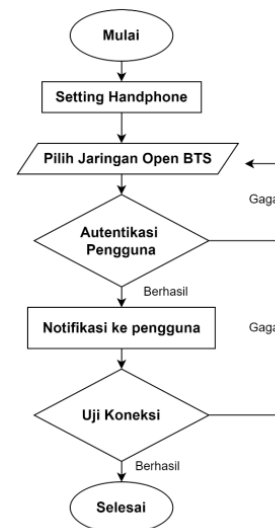 Mulai
Setting Handphone
Pilih Jaringan Open BTS
Autentikasi
Pengguna
Berhasil
Notifikasi ke pengguna
Uji Koneksi
Berhasil
Selesai